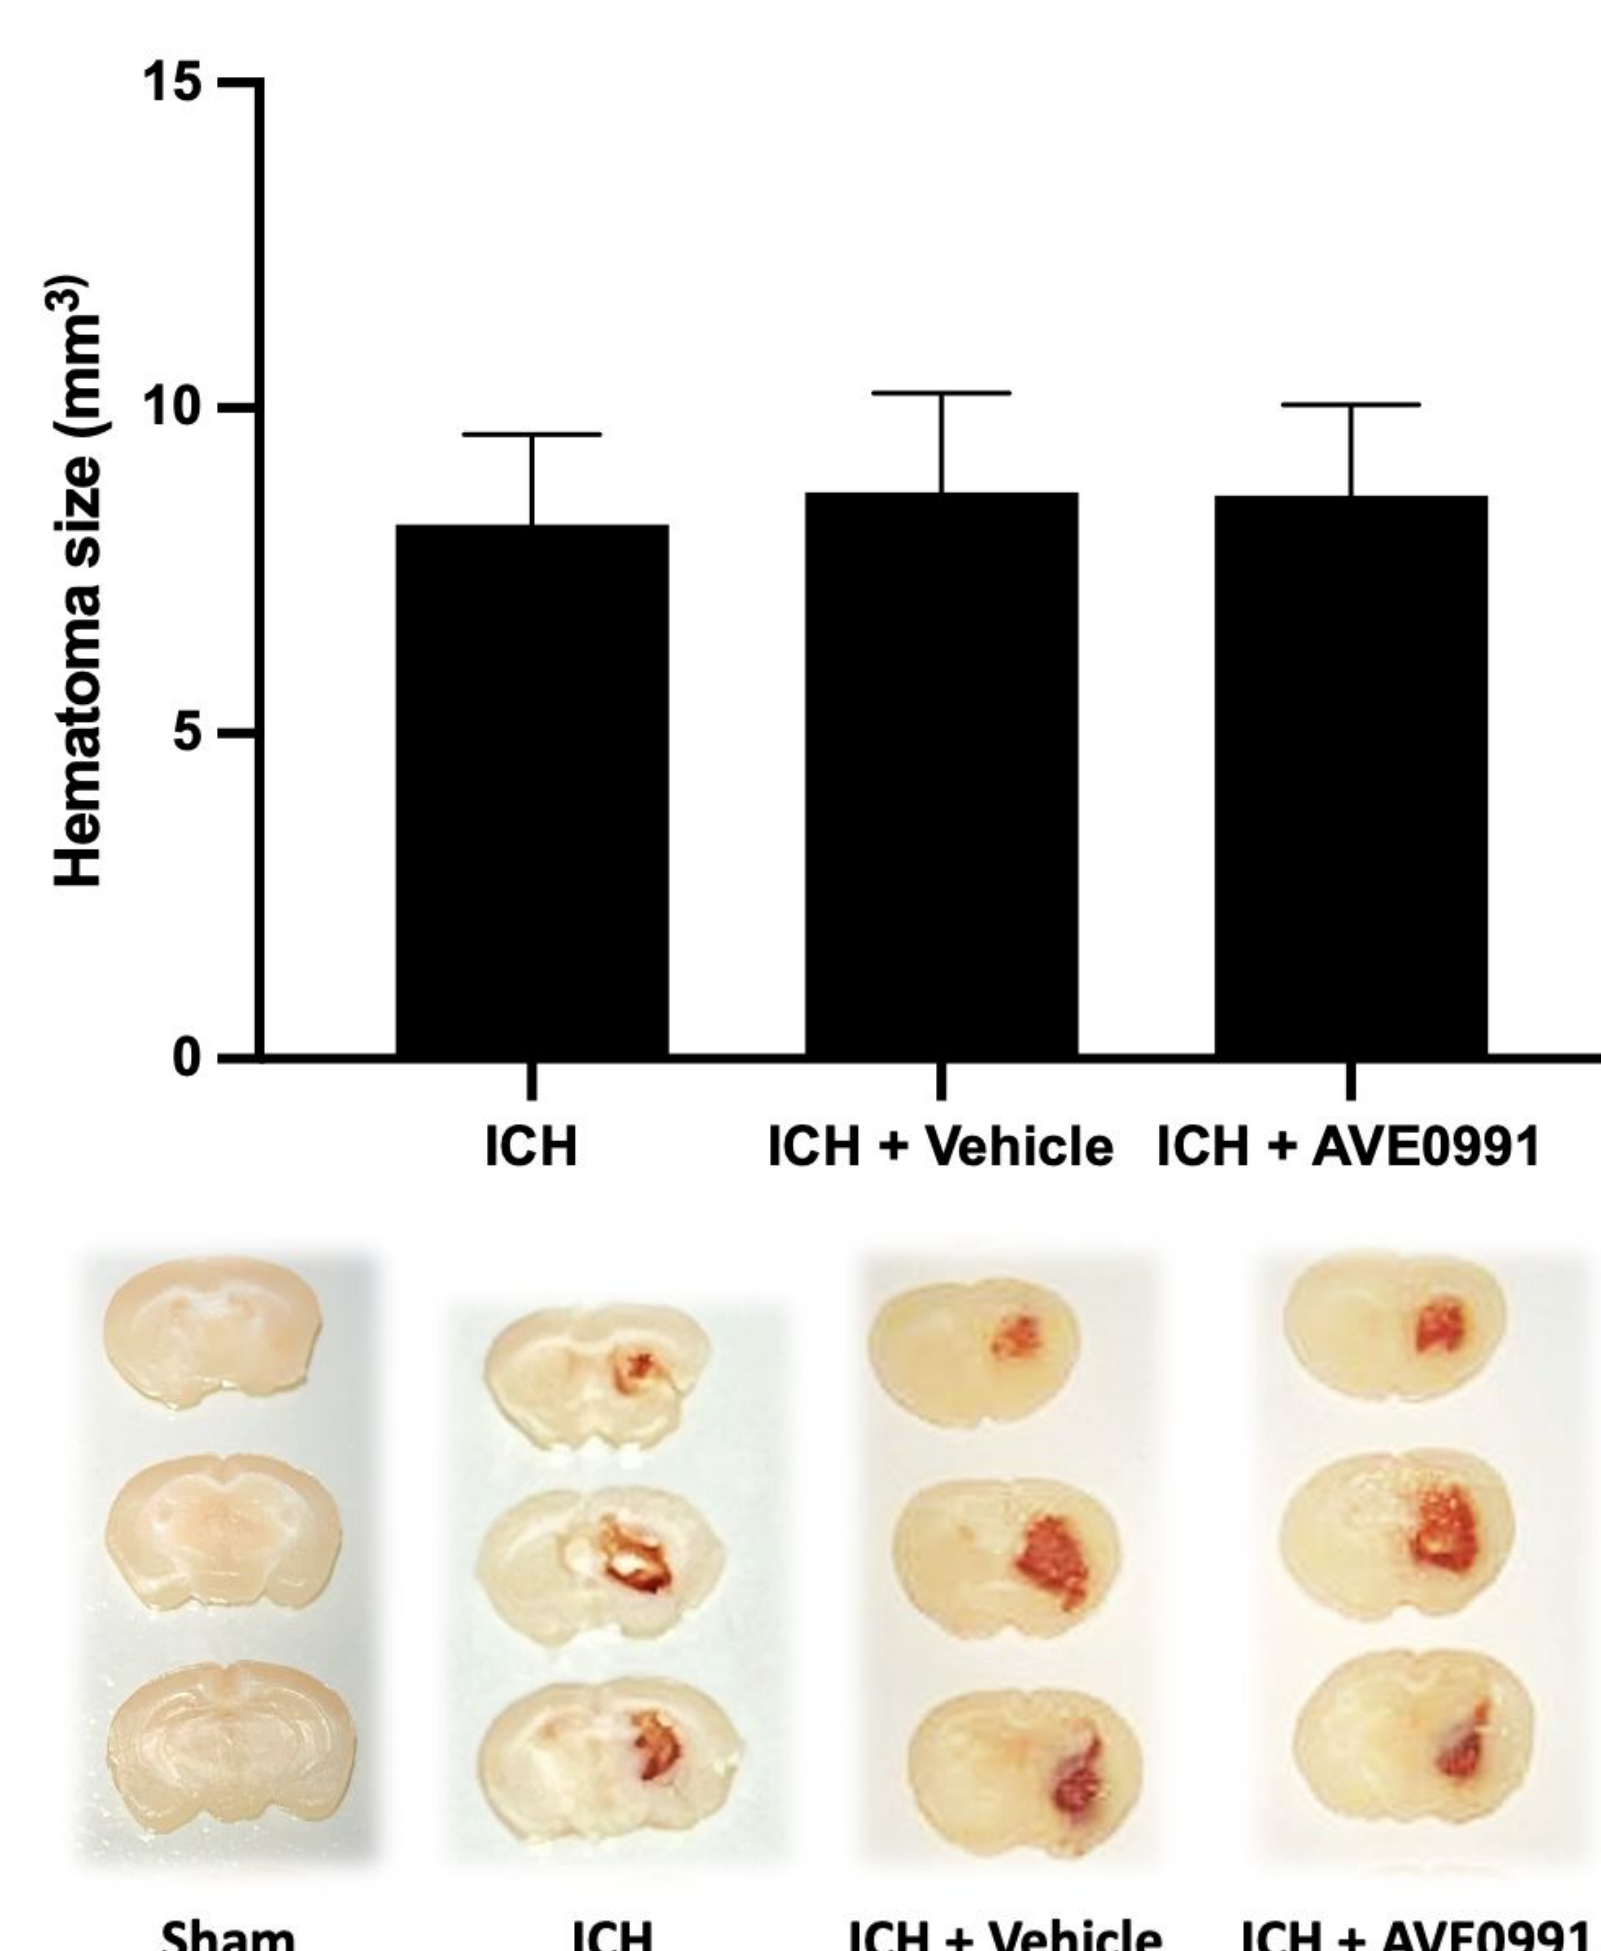 15
10
5
0
Hematoma size (mm³)
ICH
ICH + Vehicle
ICH + AVE0991
Sham
ICH
ICH + Vehicle
ICH + AVE0991